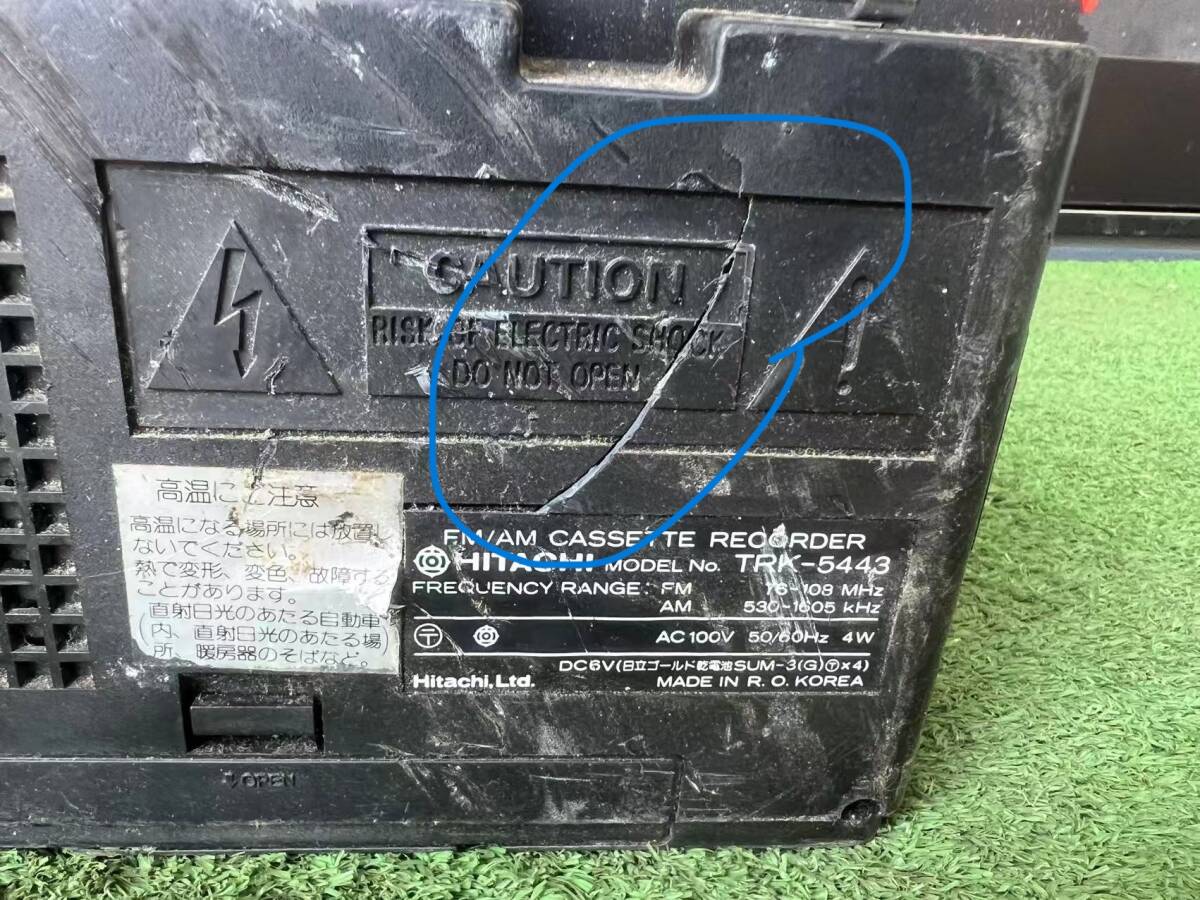 CAUTION
RISK OF ELECTRIC SHOCK
DO NOT OPEN
!
高温にご注意
高温になる場所には放置し
ないでください。
熱で変形、変色、故障する
ことがあります。
(直射日光のあたる自動車
内、直射日光のあたる場
所、暖房器のそばなど。)
FM/AM CASSETTE RECORDER
HITACHI MODEL No. TRK-5443
FREQUENCY RANGE: FM 76-108 MHz
AM 530-1605 kHz
〒 AC100V 50/60Hz 4W
DC6V(日立ゴールド乾電池SUM-3(G)〒×4)
Hitachi, Ltd. MADE IN R.O. KOREA
OPEN